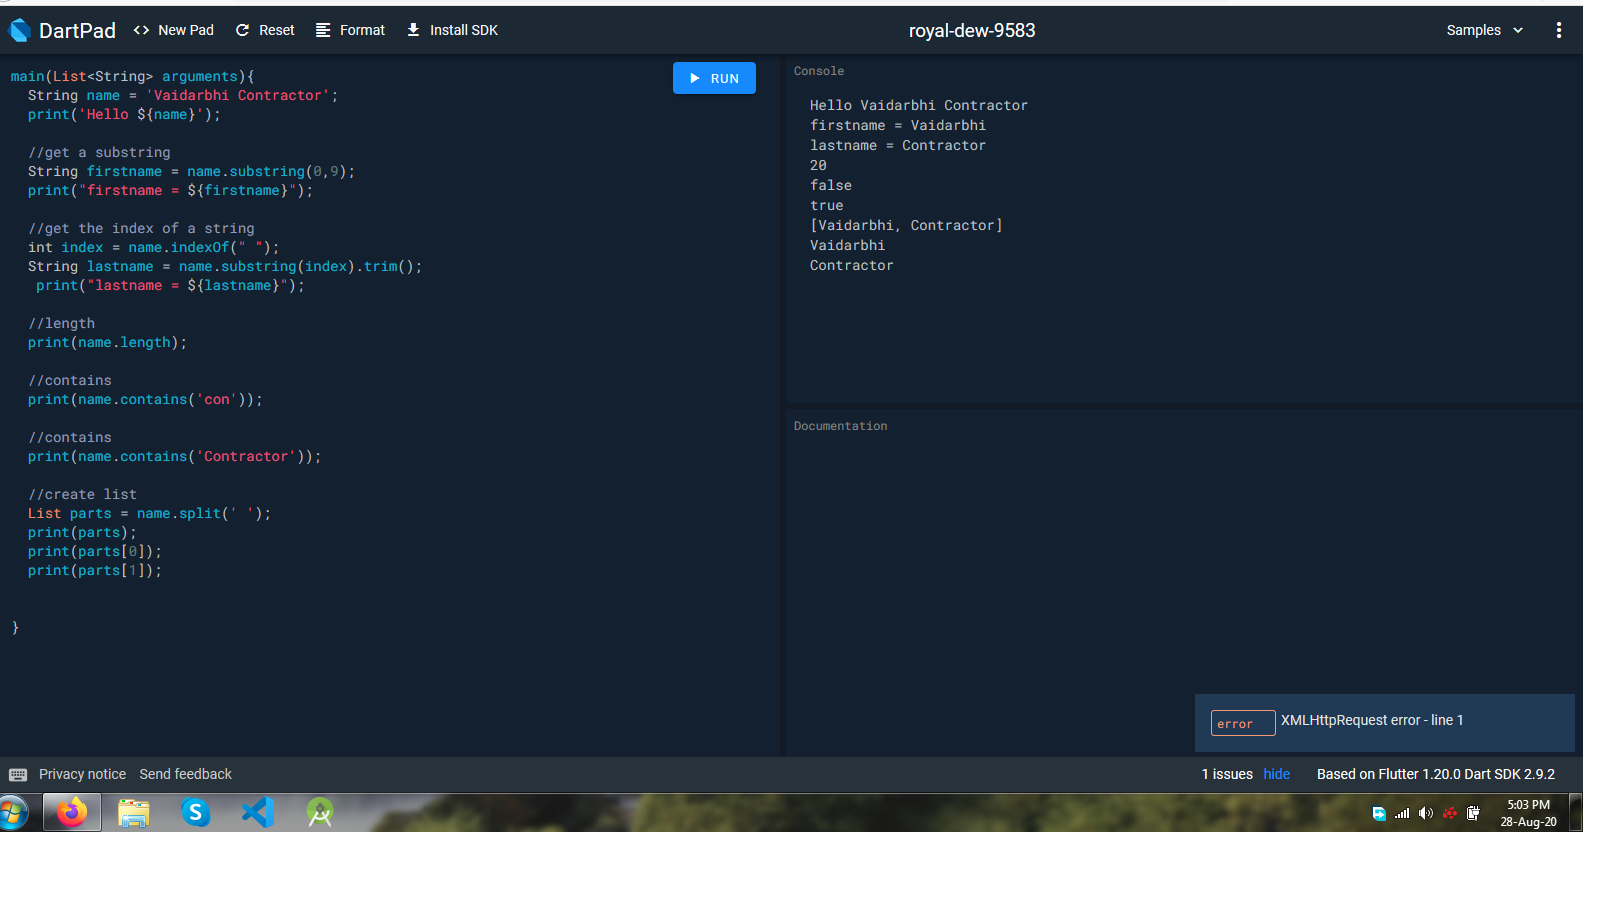 DartPad <> New Pad Reset Format Install SDK royal-dew-9583 Samples
main(List<String> arguments){
String name = 'Vaidarbhi Contractor';
print('Hello ${name}');
//get a substring
String firstname = name.substring(0,9);
print("firstname = ${firstname}");
//get the index of a string
int index = name.indexOf(" ");
String lastname = name.substring(index).trim();
print("lastname = ${lastname}");
//length
print(name.length);
//contains
print(name.contains('con'));
//contains
print(name.contains('Contractor'));
//create list
List parts = name.split(' ');
print(parts);
print(parts[0]);
print(parts[1]);
}
RUN
Console
Hello Vaidarbhi Contractor
firstname = Vaidarbhi
lastname = Contractor
20
false
true
[Vaidarbhi, Contractor]
Vaidarbhi
Contractor
Documentation
error XMLHttpRequest error - line 1
Privacy notice Send feedback 1 issues hide Based on Flutter 1.20.0 Dart SDK 2.9.2
5:03 PM
28-Aug-20